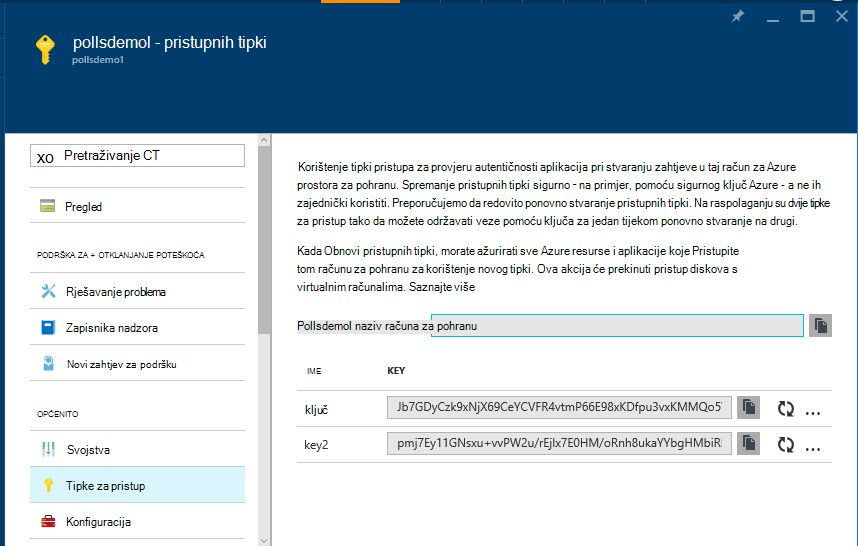 pollsdemol - pristupnih tipki
pollsdemo1
XO Pretraživanje CT
Pregled
PODRŠKA ZA + OTKLANJANJE POTEŠKOĆA
Rješavanje problema
Zapisnika nadzora
Novi zahtjev za podršku
OPĆENITO
Svojstva
Tipke za pristup
Konfiguracija
Korištenje tipki pristupa za provjeru autentičnosti aplikacija pri stvaranju zahtjeve u taj račun za Azure
prostora za pohranu. Spremanje pristupnih tipki sigurno - na primjer, pomoću sigurnog ključ Azure - a ne ih
zajednički koristiti. Preporučujemo da redovito ponovno stvaranje pristupnih tipki. Na raspolaganju su dvije tipke
za pristup tako da možete održavati veze pomoću ključa za jedan tijekom ponovno stvaranje na drugi.
Kada Obnovi pristupnih tipki, morate ažurirati sve Azure resurse i aplikacije koje Pristupite
tom računu za pohranu za korištenje novog tipki. Ova akcija će prekinuti pristup diskova s
virtualnim računalima. Saznajte više
Pollsdemol naziv računa za pohranu
IME KEY
ključ Jb7GDyCzk9xNjX69CeYCVFR4vtmP66E98xKDfpu3vxKMMQo5
key2 pmj7Ey11GNsxu+vvPW2u/rEjIx7E0HM/oRnh8ukaYYbgHMbiR